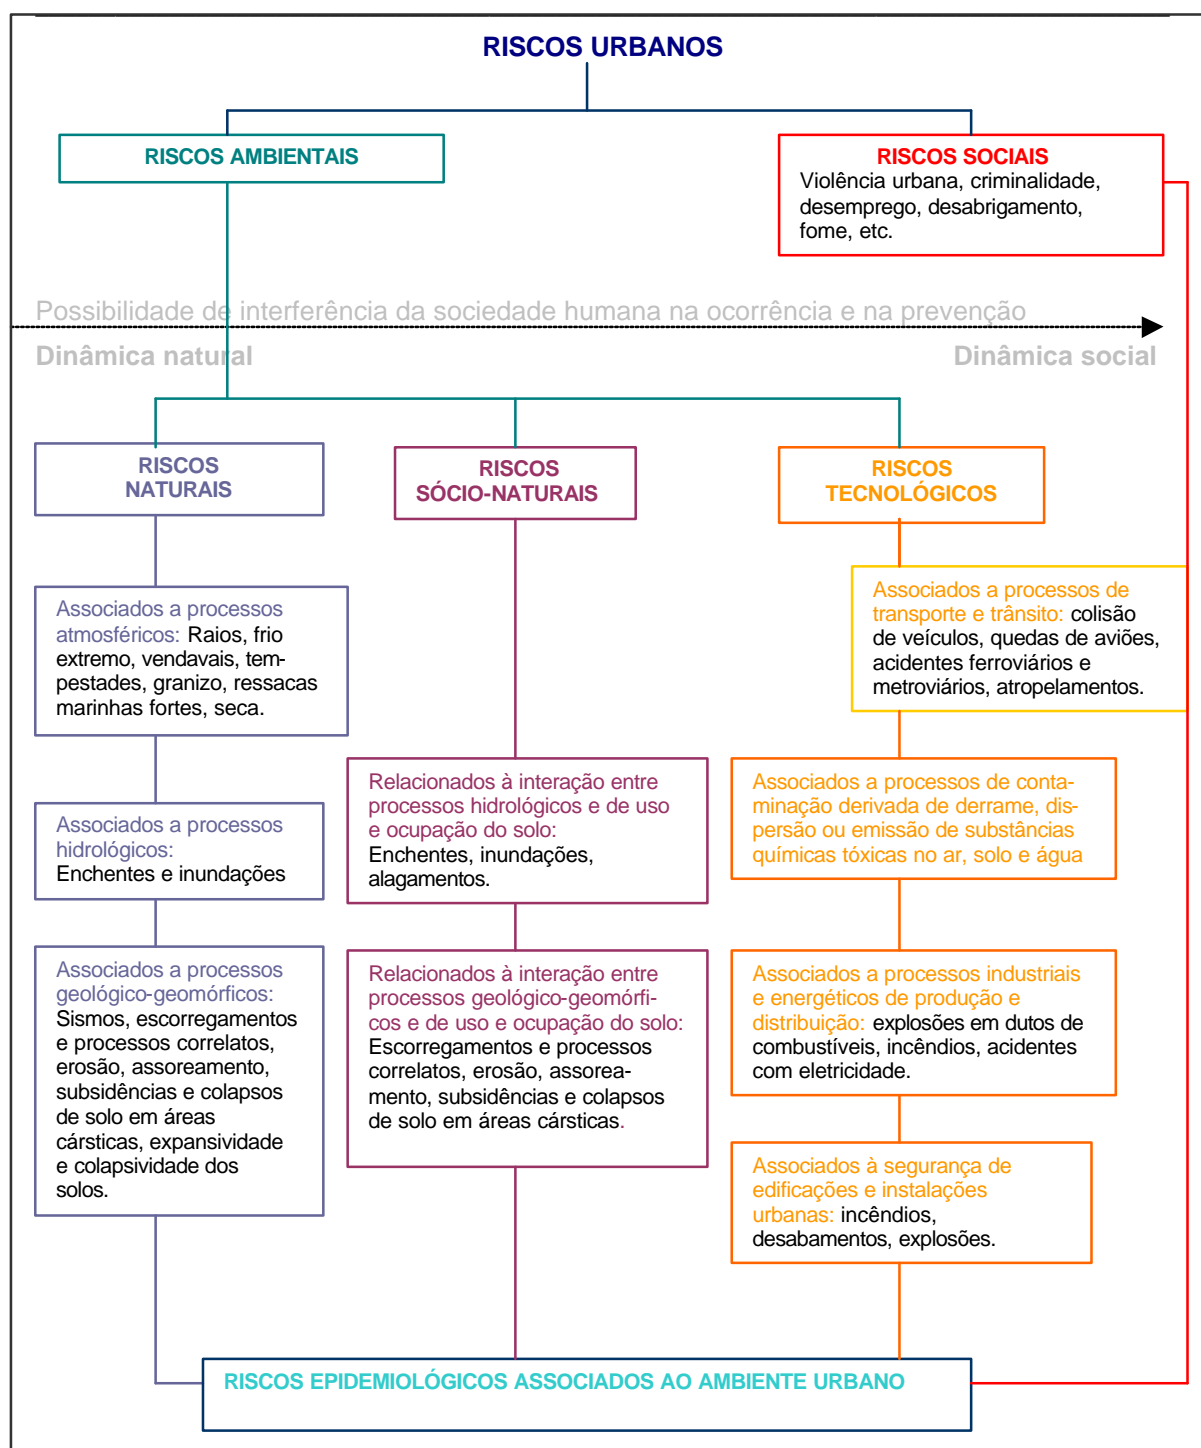 RISCOS URBANOS
RISCOS AMBIENTAIS
RISCOS SOCIAIS
Violência urbana, criminalidade,
desemprego, desabrigamento,
fome, etc.
Possibilidade de interferência da sociedade humana na ocorrência e na prevenção
Dinâmica natural
Dinâmica social
RISCOS
NATURAIS
RISCOS
SÓCIO-NATURAIS
RISCOS
TECNOLÓGICOS
Associados a processos
atmosféricos: Raios, frio
extremo, vendavais, tem-
pestades, granizo, ressacas
marinhas fortes, seca.
Associados a processos
hidrológicos:
Enchentes e inundações
Associados a processos
geológico-geomórficos:
Sismos, escorregamentos
e processos correlatos,
erosão, assoreamento,
subsidências e colapsos
de solo em áreas
cársticas, expansividade
e colapsividade dos
solos.
Relacionados à interação entre
processos hidrológicos e de uso
e ocupação do solo:
Enchentes, inundações,
alagamentos.
Relacionados à interação entre
processos geológico-geomórfi-
cos e de uso e ocupação do solo:
Escorregamentos e processos
correlatos, erosão, assorea-
mento, subsidências e colapsos
de solo em áreas cársticas.
Associados a processos de
transporte e trânsito: colisão
de veículos, quedas de aviões,
acidentes ferroviários e
metroviários, atropelamentos.
Associados a processos de conta-
minação derivada de derrame, dis-
persão ou emissão de substâncias
químicas tóxicas no ar, solo e água
Associados a processos industriais
e energéticos de produção e
distribuição: explosões em dutos de
combustíveis, incêndios, acidentes
com eletricidade.
Associados à segurança de
edificações e instalações
urbanas: incêndios,
desabamentos, explosões.
RISCOS EPIDEMIOLÓGICOS ASSOCIADOS AO AMBIENTE URBANO